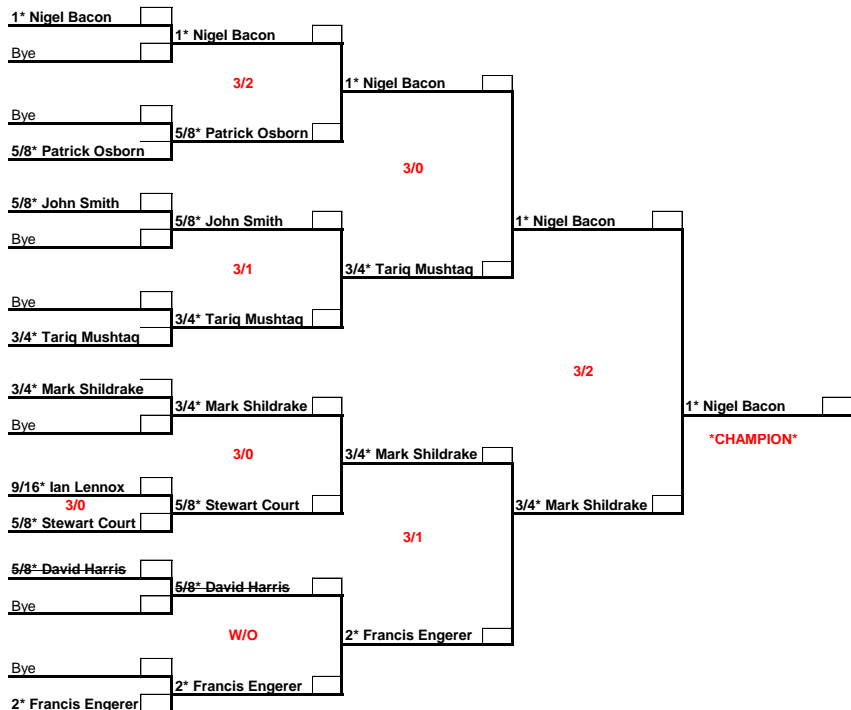 1* Nigel Bacon
1* Nigel Bacon
Bye
3/2
1* Nigel Bacon
Bye
5/8* Patrick Osborn
5/8* Patrick Osborn
3/0
5/8* John Smith
5/8* John Smith
1* Nigel Bacon
Bye
3/1
3/4* Tariq Mushtaq
Bye
3/4* Tariq Mushtaq
3/4* Tariq Mushtaq
3/2
3/4* Mark Shildrake
3/4* Mark Shildrake
1* Nigel Bacon
Bye
*CHAMPION*
3/0
3/4* Mark Shildrake
9/16* Ian Lennox
3/0
5/8* Stewart Court
3/4* Mark Shildrake
5/8* Stewart Court
3/1
5/8* David Harris
5/8* David Harris
Bye
W/O
2* Francis Engerer
Bye
2* Francis Engerer
2* Francis Engerer